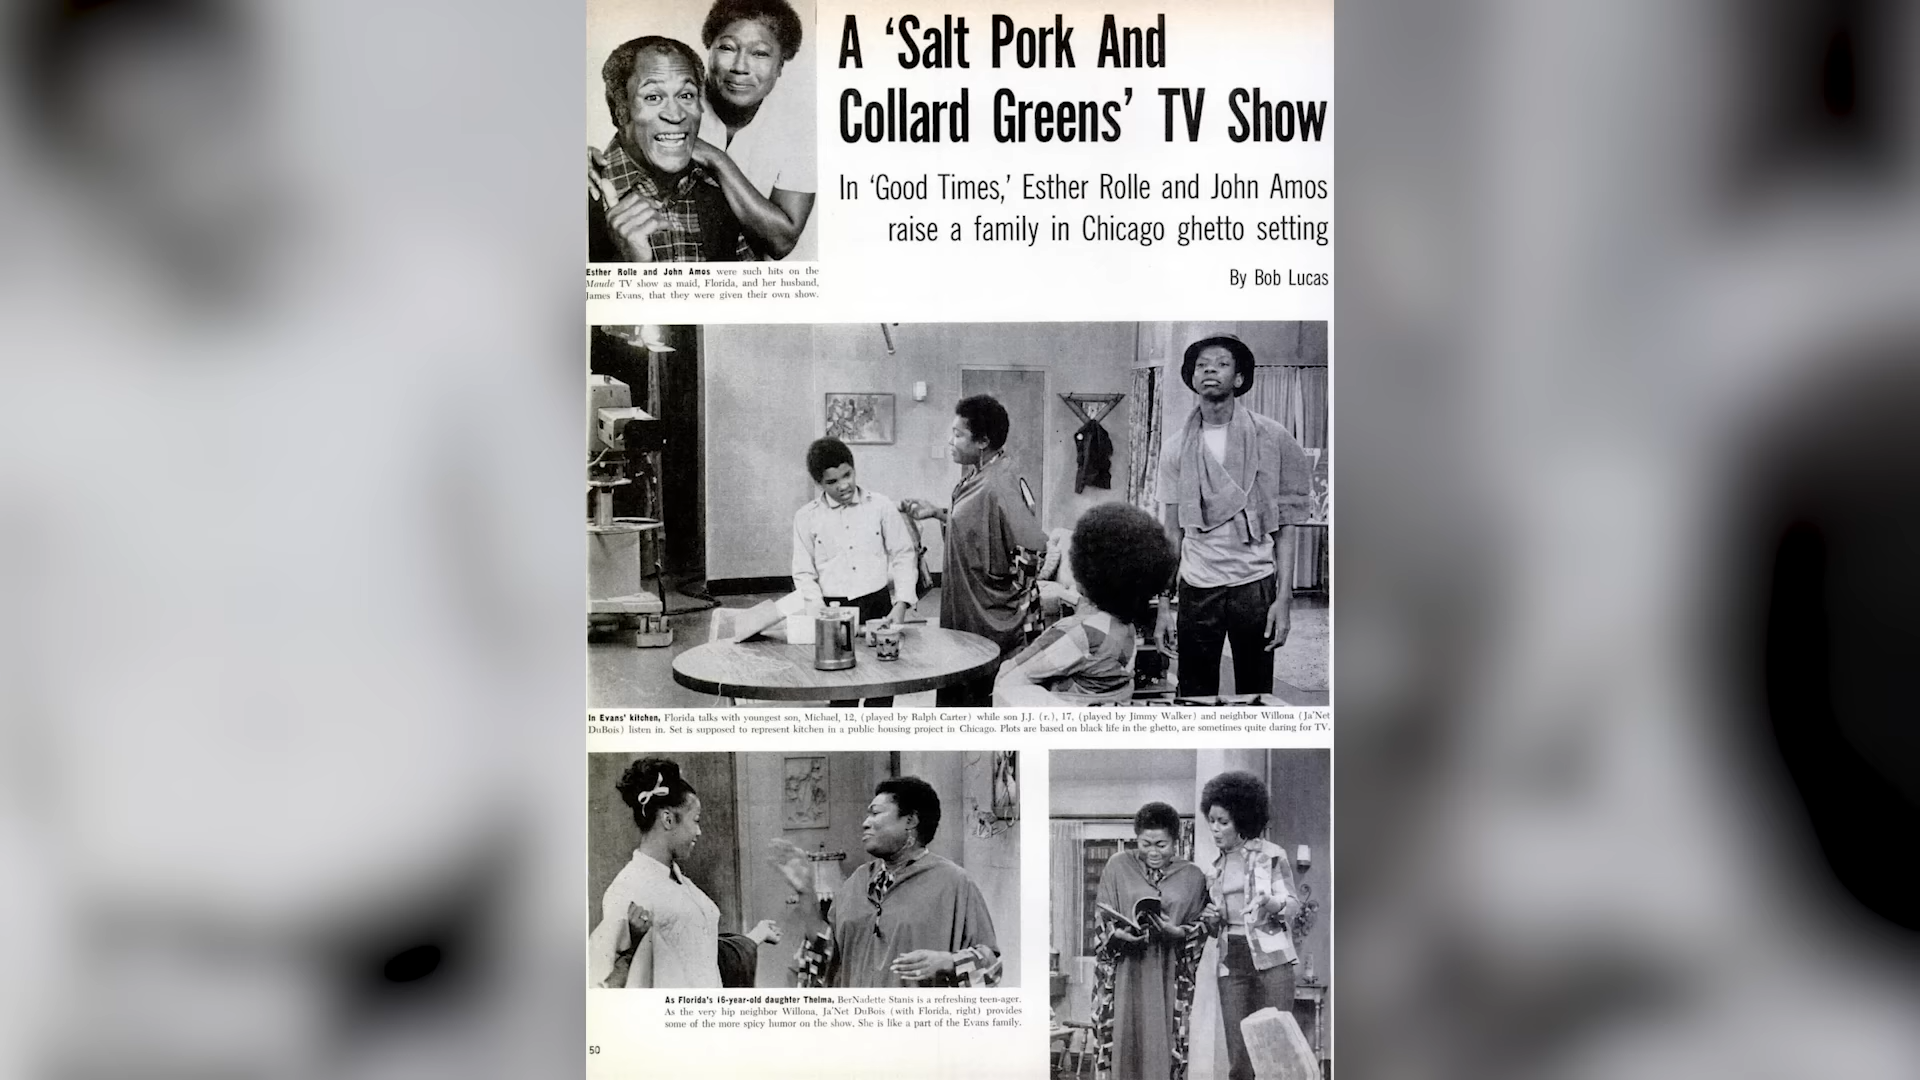 A ‘Salt Pork And
Collard Greens’ TV Show
In ‘Good Times,’ Esther Rolle and John Amos
raise a family in Chicago ghetto setting
By Bob Lucas
Esther Rolle and John Amos were such hits on the
Maude TV show as maid, Florida, and her husband,
James Evans, that they were given their own show.
In Evans’ kitchen, Florida talks with youngest son, Michael, 12, (played by Ralph Carter) while son J.J. (r.), 17, (played by Jimmy Walker) and neighbor Willona (Ja’Net
DuBois) listen in. Set is supposed to represent kitchen in a public housing project in Chicago. Plots are based on black life in the ghetto, are sometimes quite daring for TV.
As Florida’s 16-year-old daughter Thelma, BerNadette Stanis is a refreshing teen-ager.
As the very hip neighbor Willona, Ja’Net DuBois (with Florida, right) provides
some of the more spicy humor on the show. She is like a part of the Evans family.
50